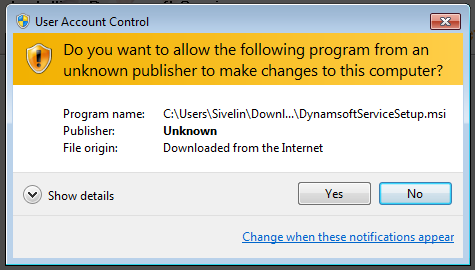 User Account Control
Do you want to allow the following program from an
unknown publisher to make changes to this computer?
Program name: C:\Users\Sivelin\Downl...\DynamsoftServiceSetup.msi
Publisher: Unknown
File origin: Downloaded from the Internet
Show details Yes No
Change when these notifications appear